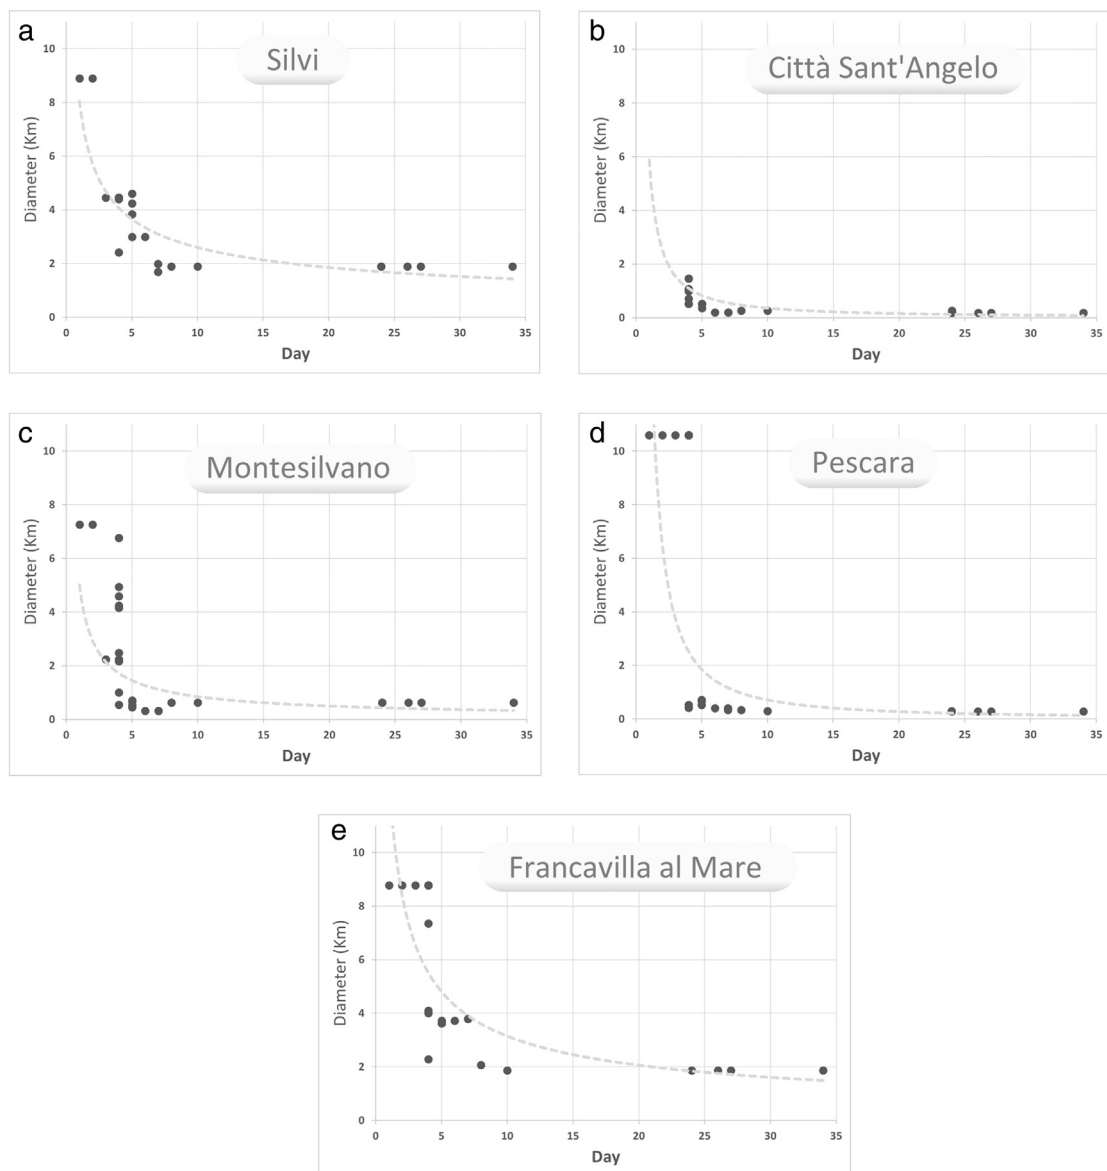 a
Silvi
10
8
6
4
2
0
Diameter (Km)
0 5 10 15 20 25 30 35
Day
b
Città Sant'Angelo
10
8
6
4
2
0
Diameter (Km)
0 5 10 15 20 25 30 35
Day
c
Montesilvano
10
8
6
4
2
0
Diameter (Km)
0 5 10 15 20 25 30 35
Day
d
Pescara
10
8
6
4
2
0
Diameter (Km)
0 5 10 15 20 25 30 35
Day
e
Francavilla al Mare
10
8
6
4
2
0
Diameter (Km)
0 5 10 15 20 25 30 35
Day